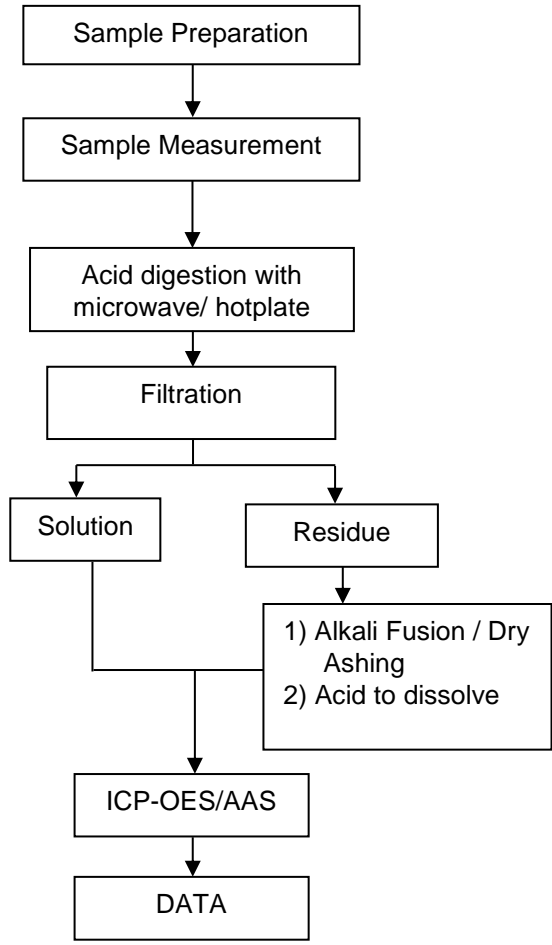 Sample Preparation
Sample Measurement
Acid digestion with
microwave/ hotplate
Filtration
Solution
Residue
1) Alkali Fusion / Dry
Ashing
2) Acid to dissolve
ICP-OES/AAS
DATA